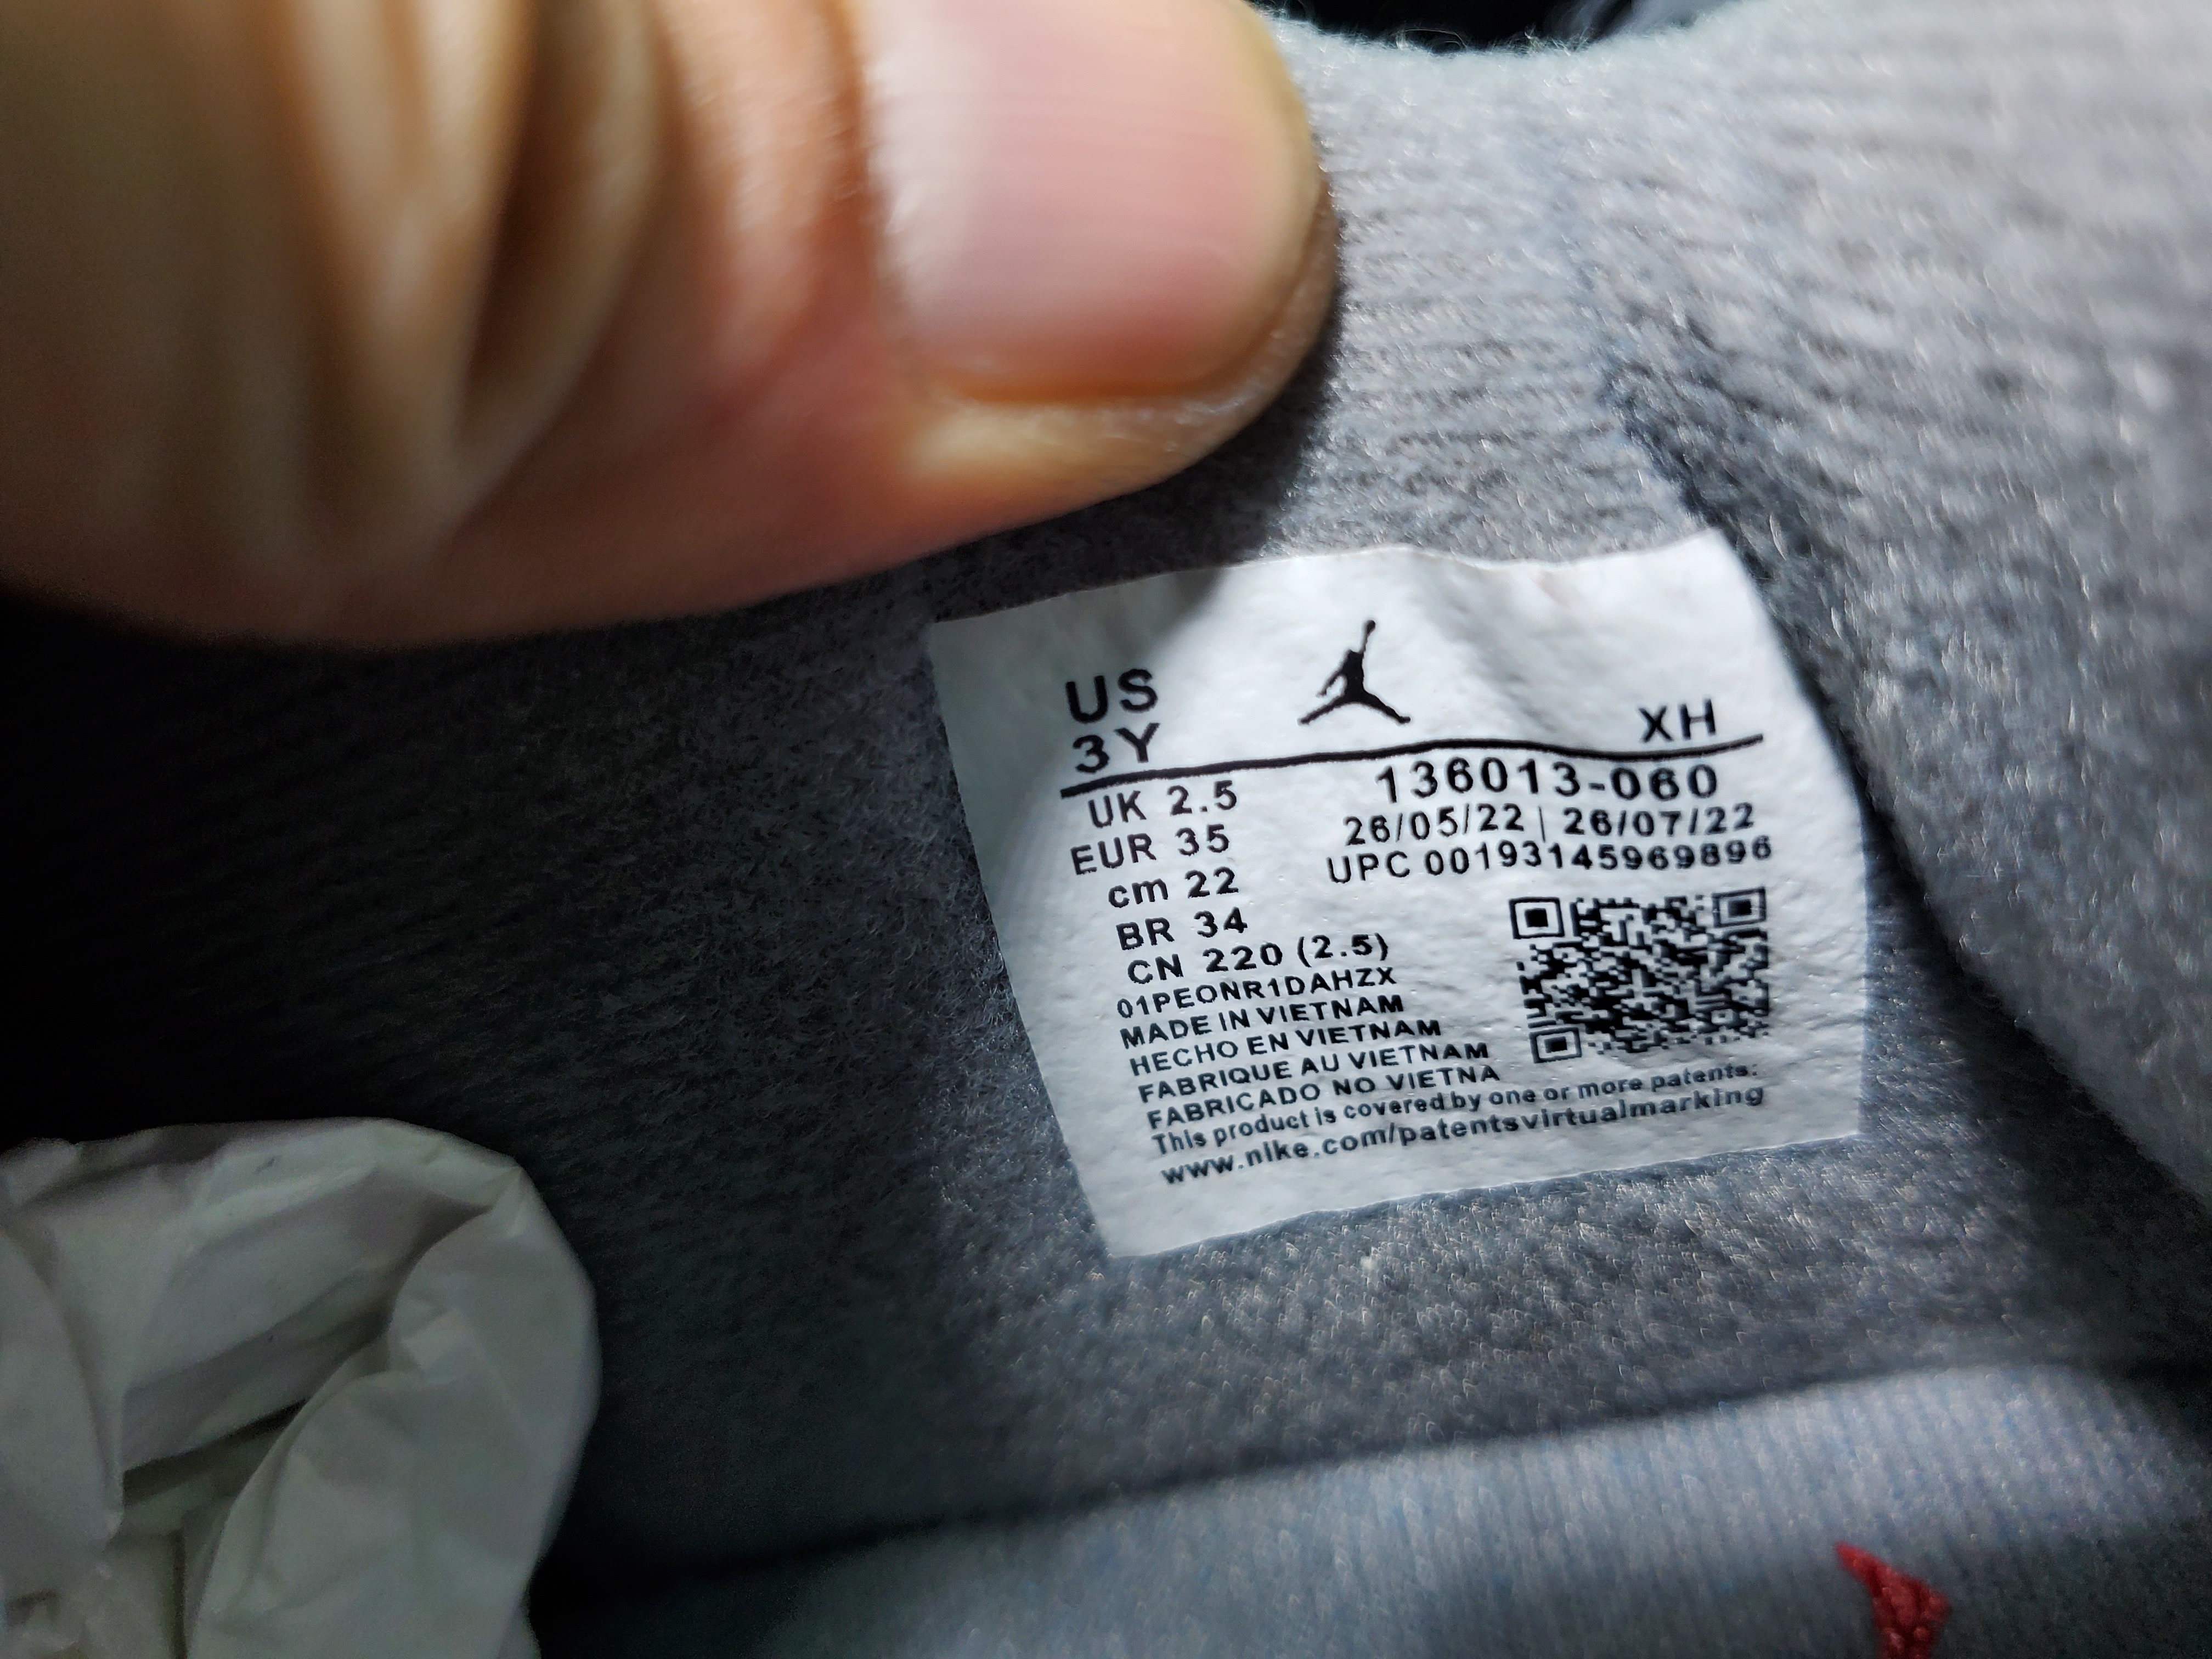 US
3Y
XH
UK 2.5
EUR 35
cm 22
BR 34
CN 220 (2.5)
136013-060
26/05/22 | 26/07/22
UPC 00193145969896
01PEONR1DAHZX
MADE IN VIETNAM
HECHO EN VIETNAM
FABRIQUE AU VIETNAM
FABRICADO NO VIETNA
This product is covered by one or more patents:
www.nike.com/patentsvirtualmarking